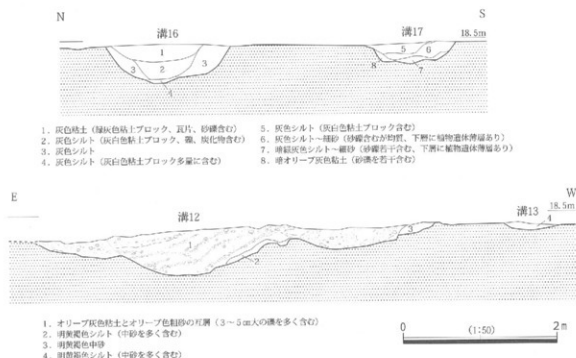 N
S
溝16
溝17
18.5m
1
2
3
3
4
5
6
7
8
1. 灰色粘土（緑灰色粘土ブロック、瓦片、砂礫含む）
2. 灰色シルト（灰白色粘土ブロック、礫、炭化物含む）
3. 灰色シルト
4. 灰色シルト（灰白色粘土ブロック多量に含む）
5. 灰色シルト（灰白色粘土ブロック含む）
6. 灰色シルト～細砂（砂礫含むが均質、下層に植物遺体薄層あり）
7. 暗緑灰色シルト～細砂（砂礫若干含む、下層に植物遺体薄層あり）
8. 暗オリーブ灰色粘土（砂礫を若干含む）
E
W
溝12
溝13
18.5m
1
2
3
4
1. オリーブ灰色粘土とオリーブ色粗砂の互層（3～5㎝大の礫を多く含む）
2. 明黄褐色シルト（中砂を多く含む）
3. 明黄褐色中砂
4. 明黄褐色シルト（中砂を多く含む）
0
(1:50)
2m